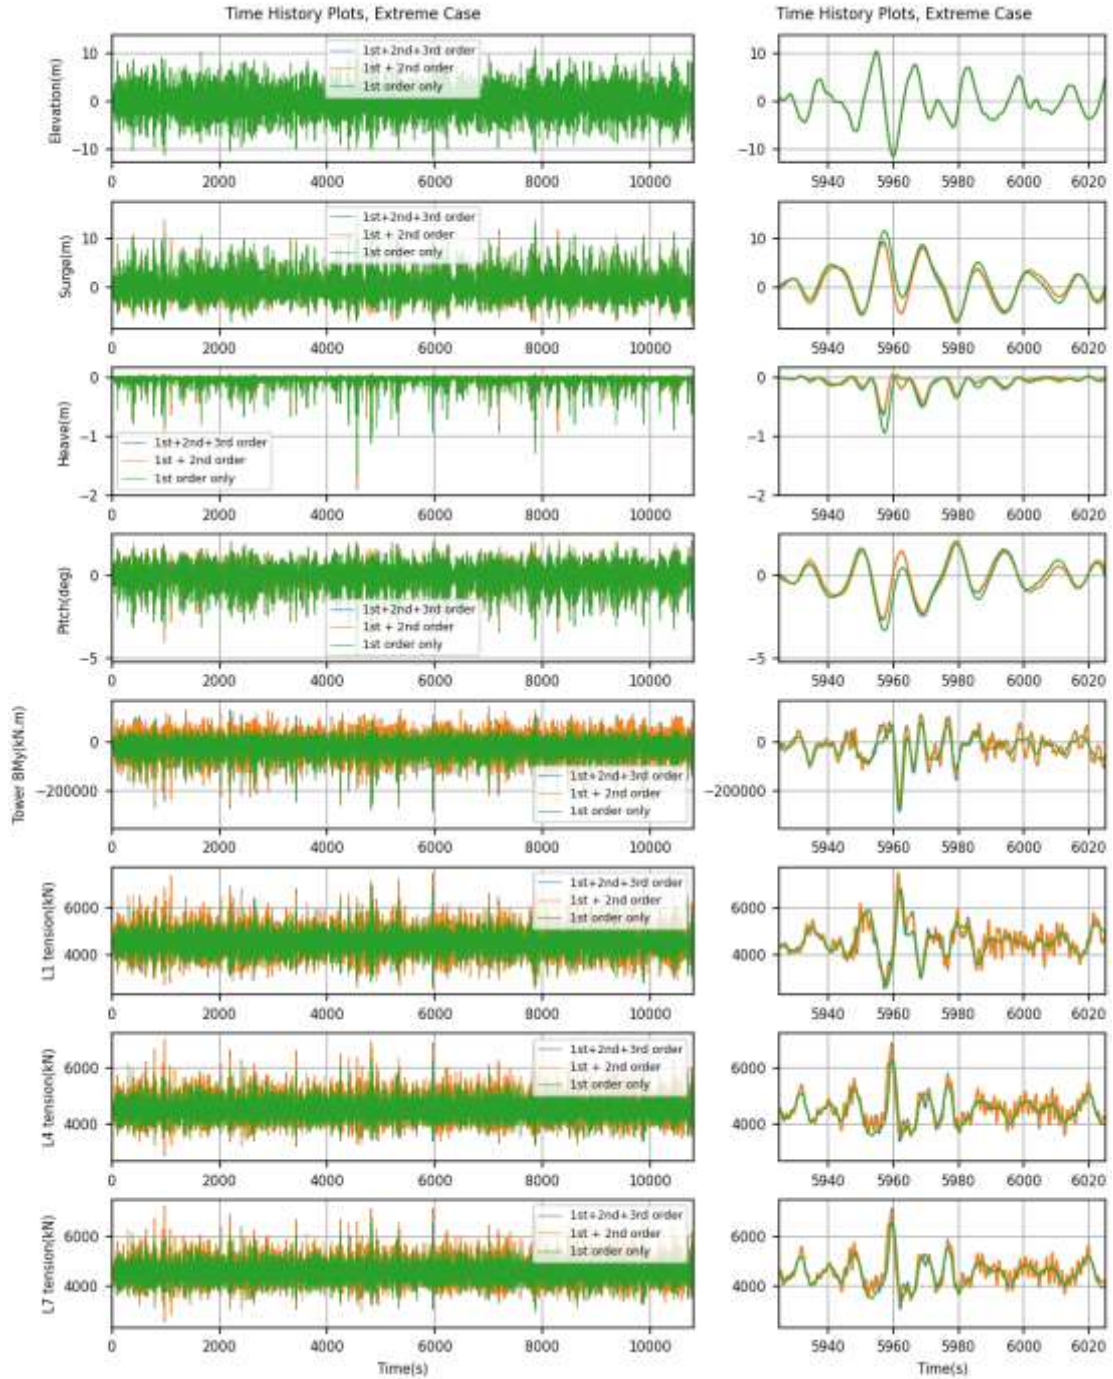 Time History Plots, Extreme Case
Time History Plots, Extreme Case
Elevation(m)
10
0
−10
1st+2nd+3rd order
1st + 2nd order
1st order only
0 2000 4000 6000 8000 10000
10
0
−10
5940 5960 5980 6000 6020
Surge(m)
10
0
1st+2nd+3rd order
1st + 2nd order
1st order only
0 2000 4000 6000 8000 10000
10
0
5940 5960 5980 6000 6020
Heave(m)
0
−1
−2
1st+2nd+3rd order
1st + 2nd order
1st order only
0 2000 4000 6000 8000 10000
0
−1
−2
5940 5960 5980 6000 6020
Pitch(deg)
0
−5
1st+2nd+3rd order
1st + 2nd order
1st order only
0 2000 4000 6000 8000 10000
0
−5
5940 5960 5980 6000 6020
Tower BMy(kN.m)
0
−200000
1st+2nd+3rd order
1st + 2nd order
1st order only
0 2000 4000 6000 8000 10000
0
−200000
5940 5960 5980 6000 6020
L1 tension(kN)
6000
4000
1st+2nd+3rd order
1st + 2nd order
1st order only
0 2000 4000 6000 8000 10000
6000
4000
5940 5960 5980 6000 6020
L4 tension(kN)
6000
4000
1st+2nd+3rd order
1st + 2nd order
1st order only
0 2000 4000 6000 8000 10000
6000
4000
5940 5960 5980 6000 6020
L7 tension(kN)
6000
4000
1st+2nd+3rd order
1st + 2nd order
1st order only
0 2000 4000 6000 8000 10000
Time(s)
6000
4000
5940 5960 5980 6000 6020
Time(s)